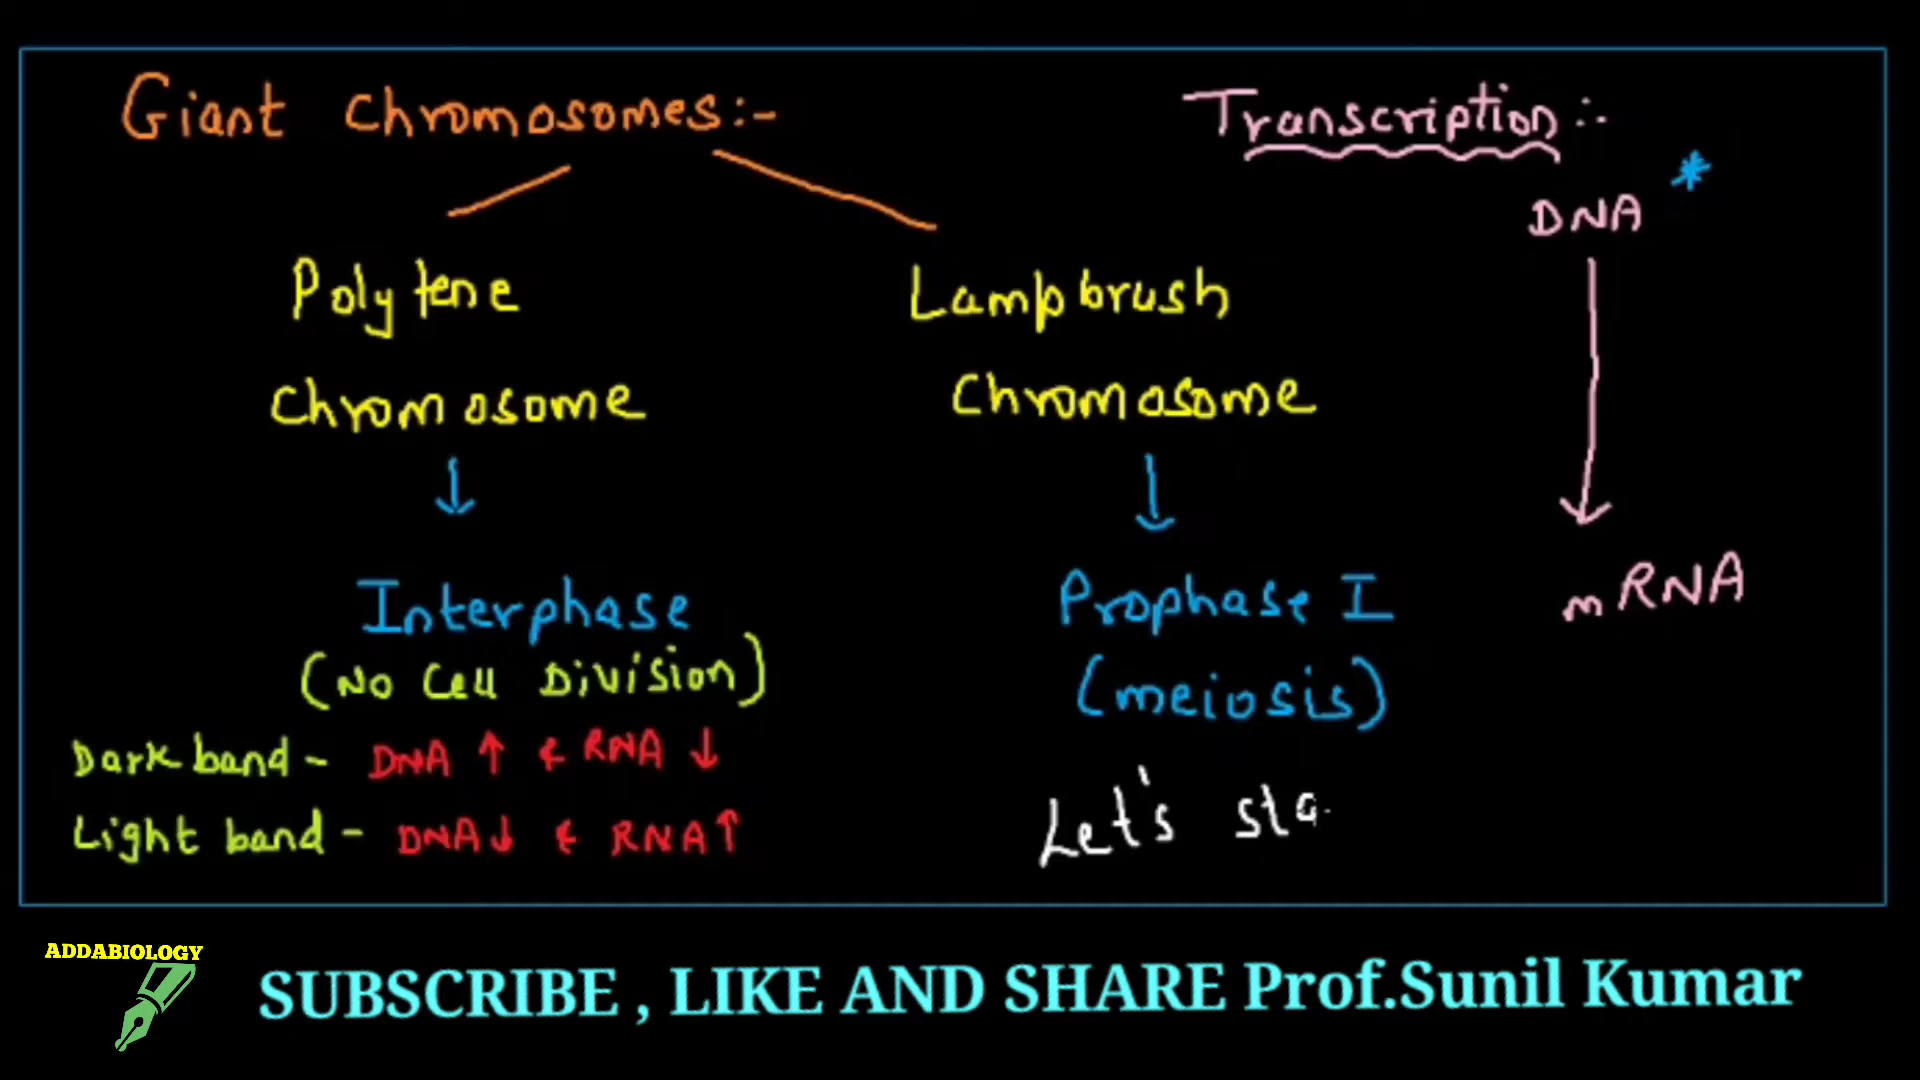 Giant Chromosomes:-
Polytene
Chromosome
Interphase
(No Cell Division)
Dark band - DNA ↑ & RNA ↓
Light band - DNA↓ & RNA↑
Lampbrush
Chromosome
Prophase I
(meiosis)
Let's sta
Transcription:-
DNA *
mRNA
ADDABIOLOGY
SUBSCRIBE , LIKE AND SHARE Prof.Sunil Kumar